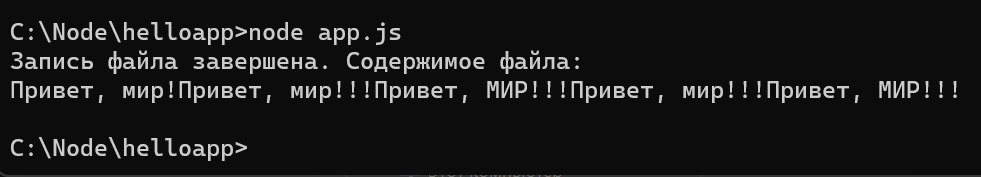 C:\Node\helloapp>node app.js
Запись файла завершена. Содержимое файла:
Привет, мир!Привет, мир!!!Привет, МИР!!!Привет, мир!!!Привет, МИР!!!
C:\Node\helloapp>